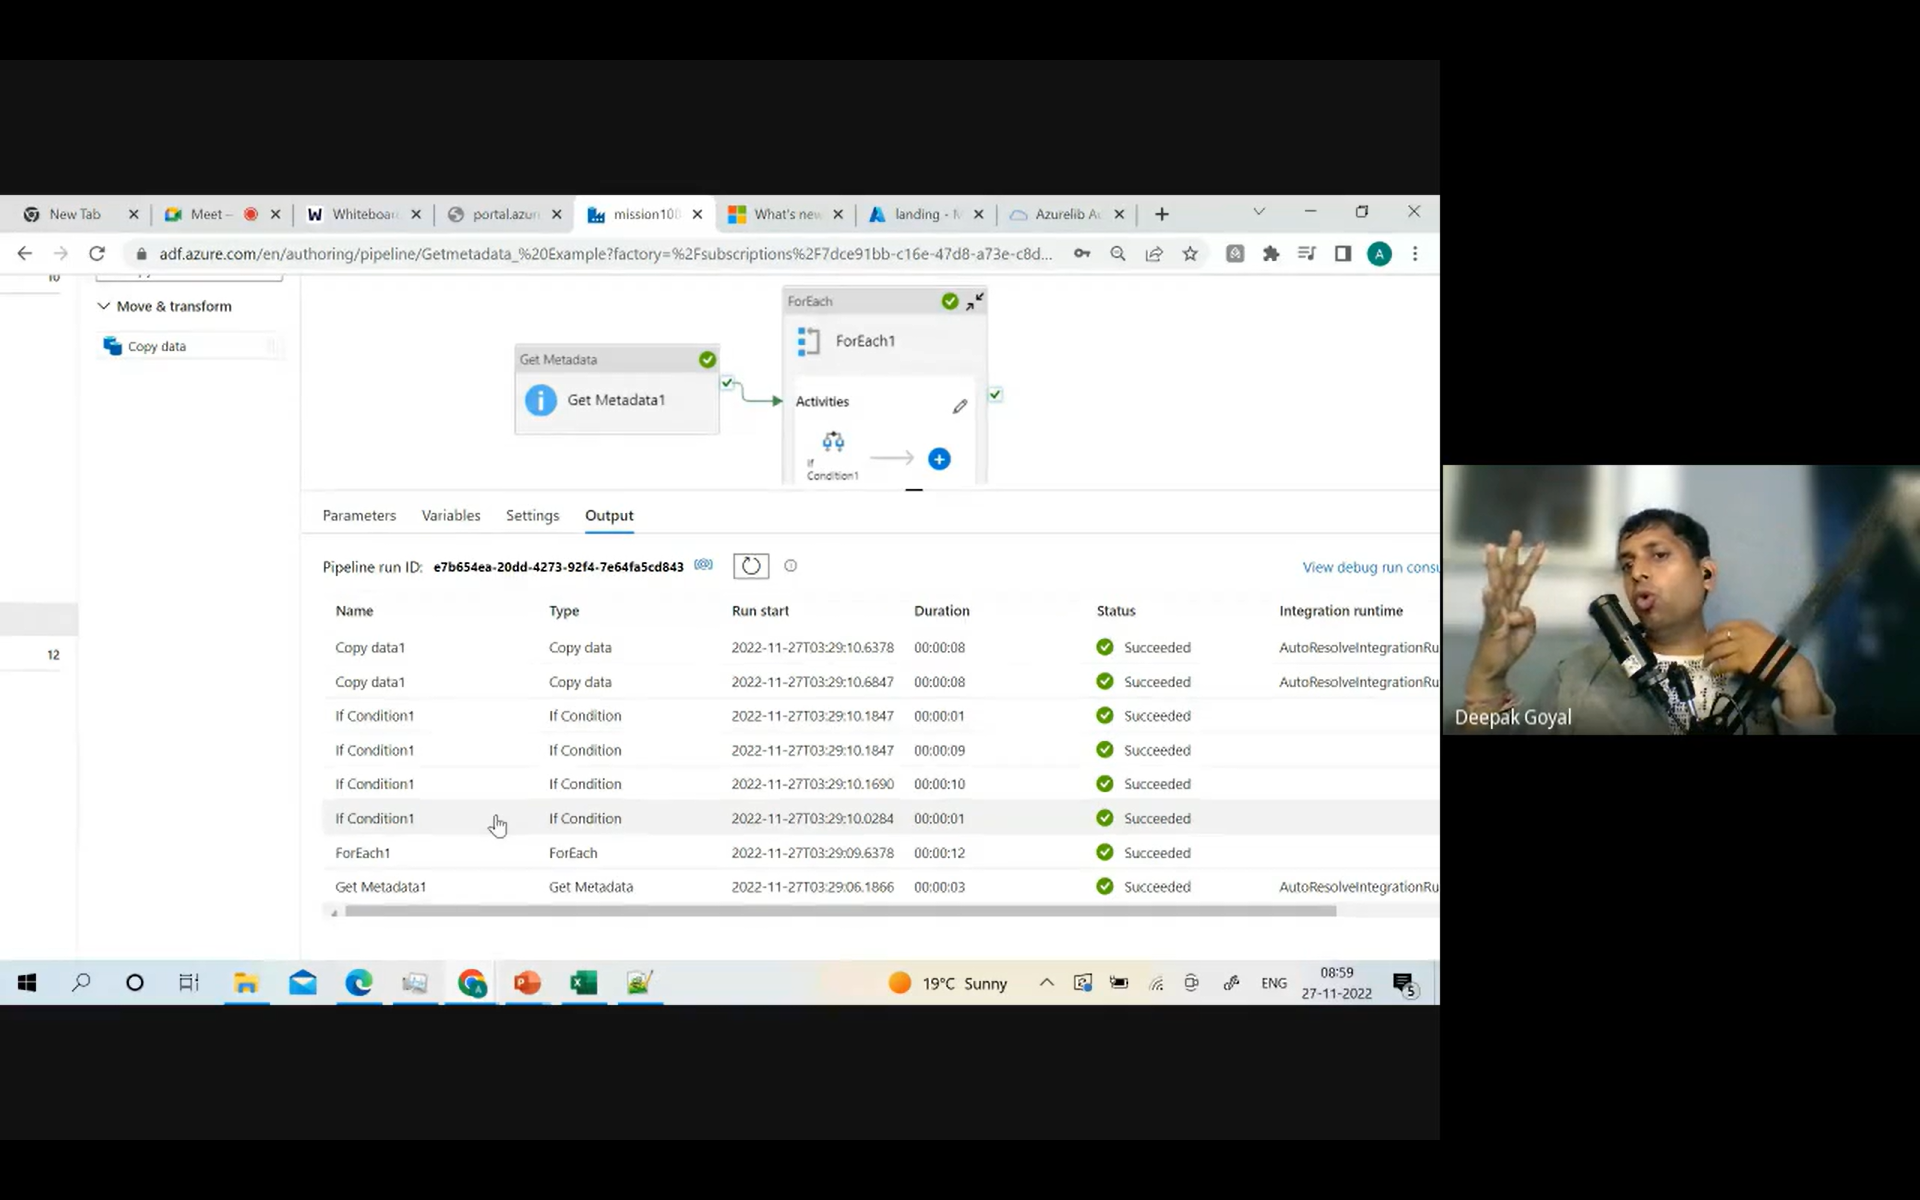 New Tab
Meet –
Whiteboar
portal.azur
mission100
What's new
landing - M
Azurelib A
adf.azure.com/en/authoring/pipeline/Getmetadata_%20Example?factory=%2Fsubscriptions%2F7dce91bb-c16e-47d8-a73e-c8d...
A
10
Move & transform
Copy data
12
Get Metadata
Get Metadata1
ForEach
ForEach1
Activities
If
Condition1
Parameters
Variables
Settings
Output
Pipeline run ID: e7b654ea-20dd-4273-92f4-7e64fa5cd843
View debug run consu
Name Type Run start Duration Status Integration runtime
Copy data1 Copy data 2022-11-27T03:29:10.6378 00:00:08 Succeeded AutoResolveIntegrationRu
Copy data1 Copy data 2022-11-27T03:29:10.6847 00:00:08 Succeeded AutoResolveIntegrationRu
If Condition1 If Condition 2022-11-27T03:29:10.1847 00:00:01 Succeeded
If Condition1 If Condition 2022-11-27T03:29:10.1847 00:00:09 Succeeded
If Condition1 If Condition 2022-11-27T03:29:10.1690 00:00:10 Succeeded
If Condition1 If Condition 2022-11-27T03:29:10.0284 00:00:01 Succeeded
ForEach1 ForEach 2022-11-27T03:29:09.6378 00:00:12 Succeeded
Get Metadata1 Get Metadata 2022-11-27T03:29:06.1866 00:00:03 Succeeded AutoResolveIntegrationRu
19°C Sunny
ENG
08:59
27-11-2022
5
Deepak Goyal